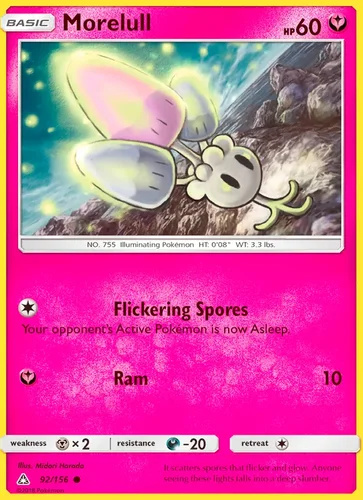 BASIC Morelull HP60
NO. 755 Illuminating Pokémon HT: 0'08" WT: 3.3 lbs.
Flickering Spores
Your opponent's Active Pokémon is now Asleep.
Ram 10
weakness ×2 resistance -20 retreat
Illus. Midori Harada
92/156
©2018 Pokémon
It scatters spores that flicker and glow. Anyone
seeing these lights falls into a deep slumber.